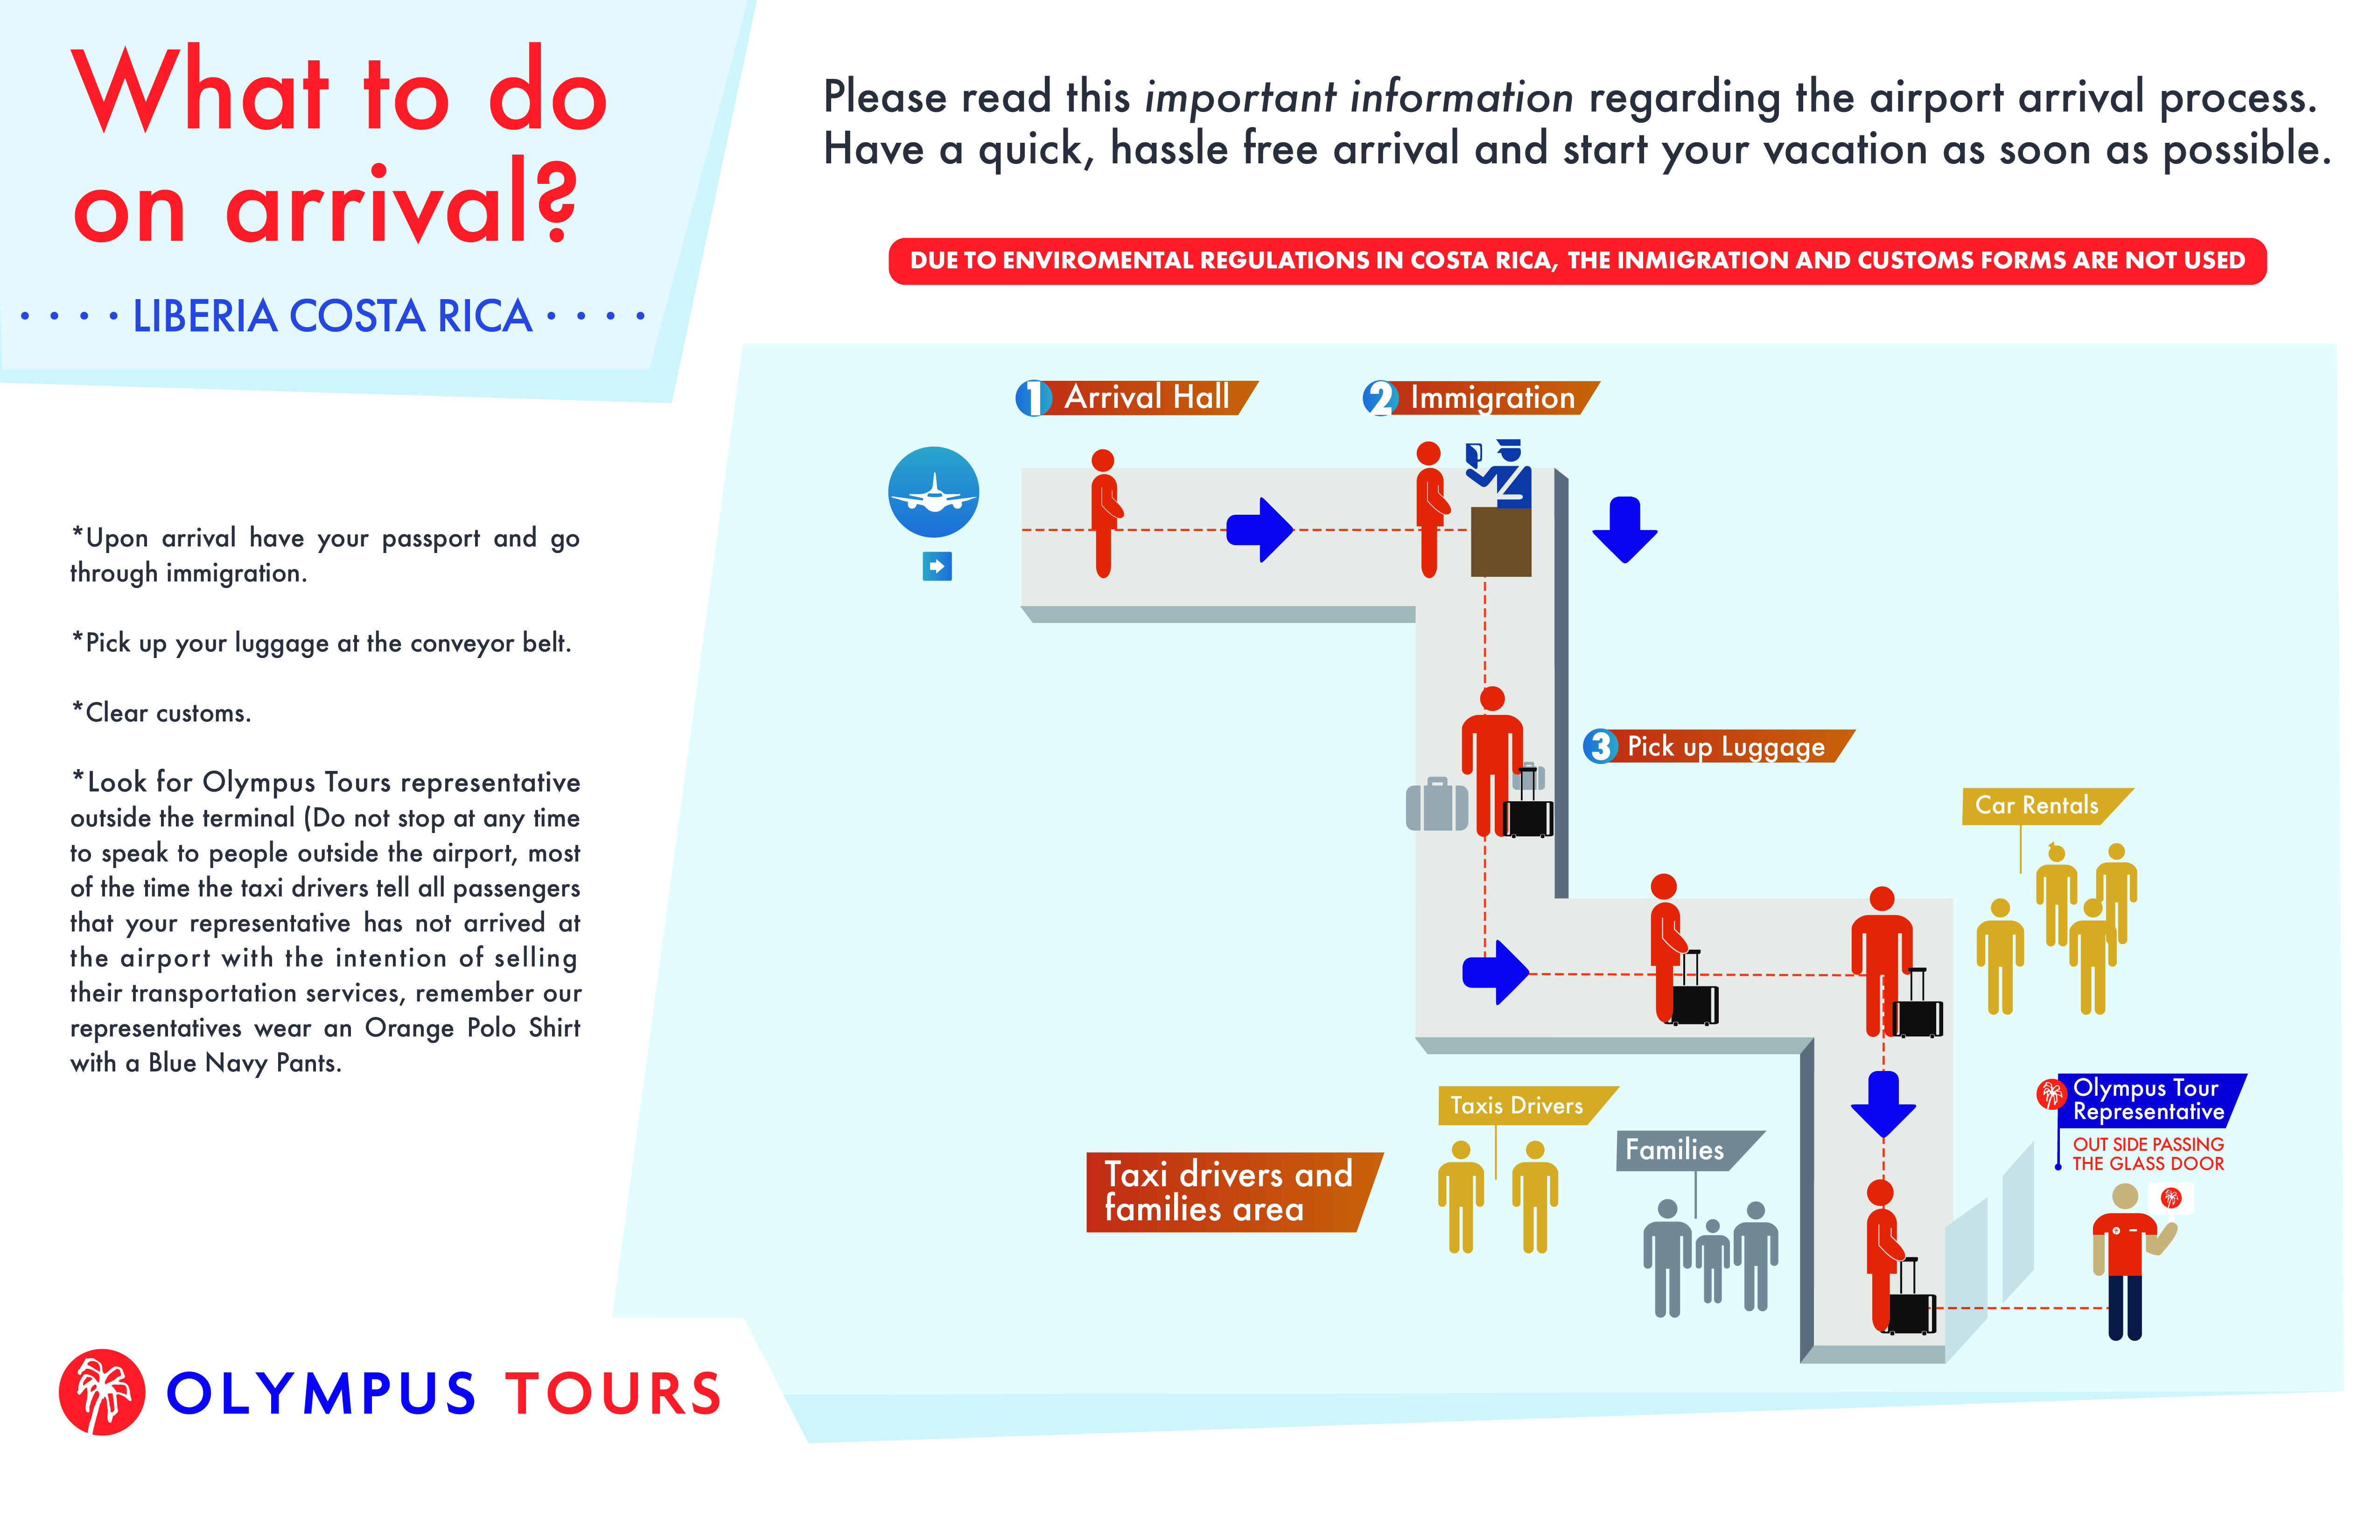 What to do
on arrival?
· · · · LIBERIA COSTA RICA · · · ·
Please read this important information regarding the airport arrival process.
Have a quick, hassle free arrival and start your vacation as soon as possible.
DUE TO ENVIROMENTAL REGULATIONS IN COSTA RICA, THE INMIGRATION AND CUSTOMS FORMS ARE NOT USED
*Upon arrival have your passport and go
through immigration.
*Pick up your luggage at the conveyor belt.
*Clear customs.
*Look for Olympus Tours representative
outside the terminal (Do not stop at any time
to speak to people outside the airport, most
of the time the taxi drivers tell all passengers
that your representative has not arrived at
the airport with the intention of selling
their transportation services, remember our
representatives wear an Orange Polo Shirt
with a Blue Navy Pants.
1 Arrival Hall
2 Immigration
3 Pick up Luggage
Car Rentals
Taxis Drivers
Families
Taxi drivers and
families area
Olympus Tour
Representative
OUT SIDE PASSING
THE GLASS DOOR
OLYMPUS TOURS